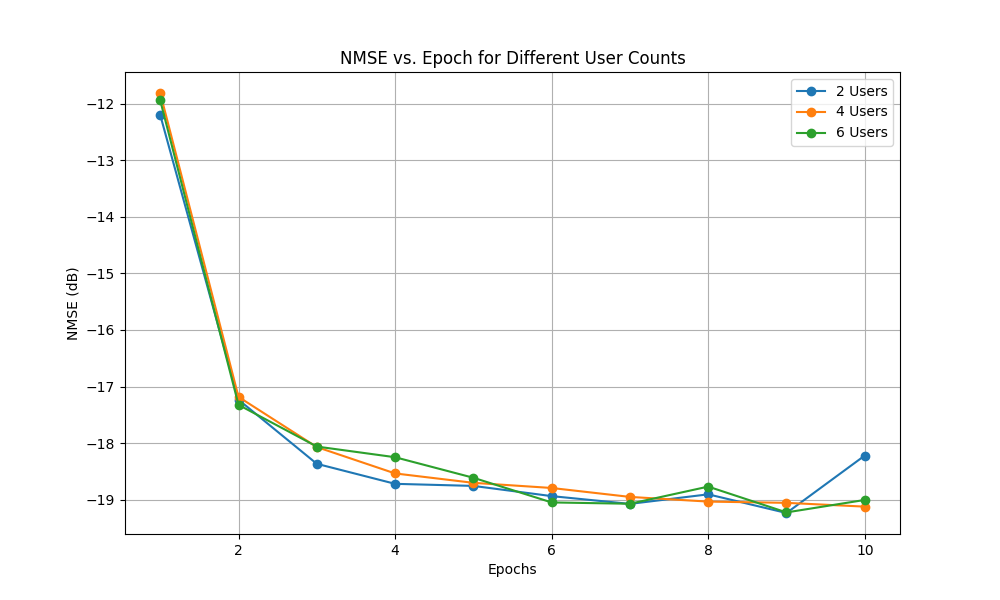 NMSE vs. Epoch for Different User Counts
2 Users
4 Users
6 Users
NMSE (dB)
−12
−13
−14
−15
−16
−17
−18
−19
2
4
6
8
10
Epochs